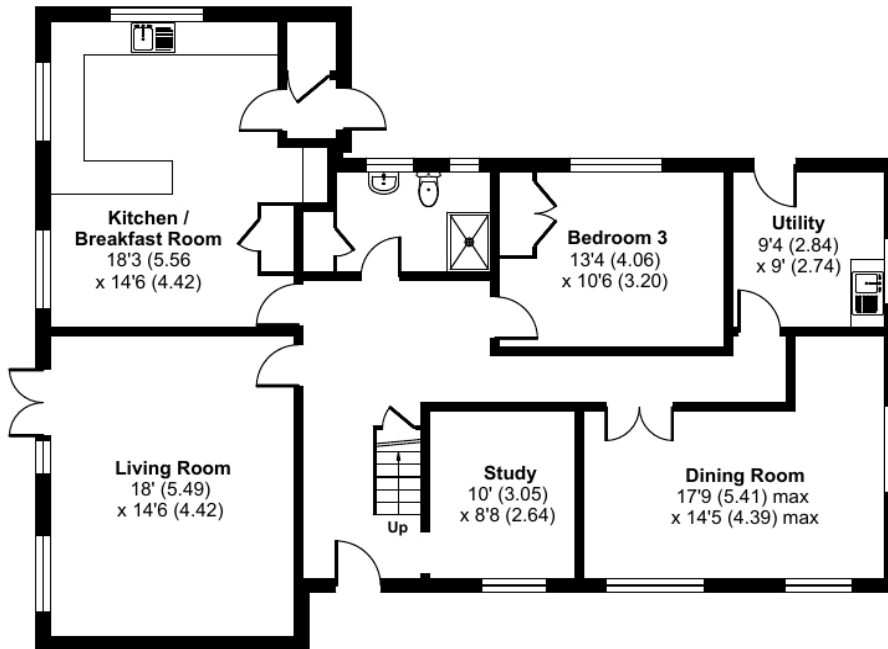 Kitchen /
Breakfast Room
18'3 (5.56
x 14'6 (4.42)
Bedroom 3
13'4 (4.06)
x 10'6 (3.20)
Utility
9'4 (2.84)
x 9' (2.74)
Living Room
18' (5.49)
x 14'6 (4.42)
Up
Study
10' (3.05)
x 8'8 (2.64)
Dining Room
17'9 (5.41) max
x 14'5 (4.39) max